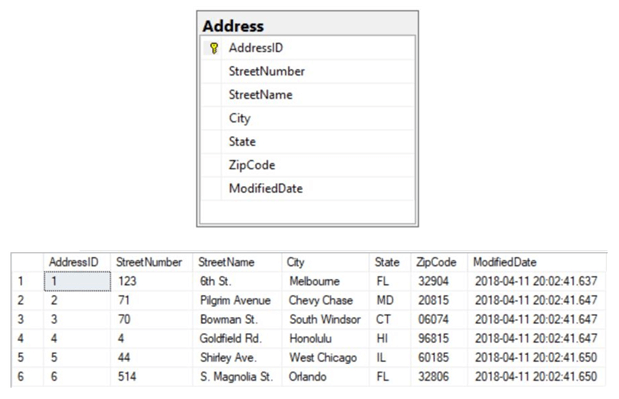 Address
AddressID
StreetNumber
StreetName
City
State
ZipCode
ModifiedDate
AddressID StreetNumber StreetName City State ZipCode ModifiedDate
1 1 123 6th St. Melbourne FL 32904 2018-04-11 20:02:41.637
2 2 71 Pilgrim Avenue Chevy Chase MD 20815 2018-04-11 20:02:41.647
3 3 70 Bowman St. South Windsor CT 06074 2018-04-11 20:02:41.647
4 4 4 Goldfield Rd. Honolulu HI 96815 2018-04-11 20:02:41.647
5 5 44 Shirley Ave. West Chicago IL 60185 2018-04-11 20:02:41.650
6 6 514 S. Magnolia St. Orlando FL 32806 2018-04-11 20:02:41.650